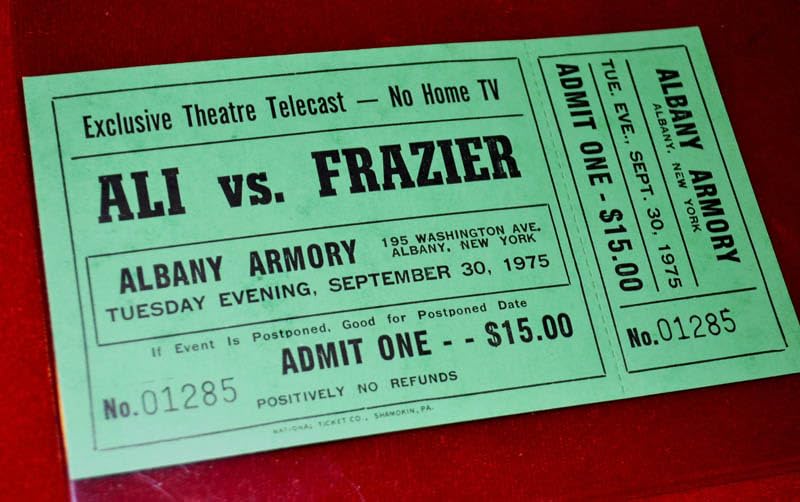 Exclusive Theatre Telecast — No Home TV
ALI vs. FRAZIER
ALBANY ARMORY
195 WASHINGTON AVE.
ALBANY, NEW YORK
TUESDAY EVENING, SEPTEMBER 30, 1975
If Event Is Postponed, Good for Postponed Date
ADMIT ONE - - $15.00
No.01285
POSITIVELY NO REFUNDS
NATIONAL TICKET CO., SHAMOKIN, PA.
ALBANY ARMORY
ALBANY, NEW YORK
TUE. EVE., SEPT. 30, 1975
ADMIT ONE - $15.00
No.01285